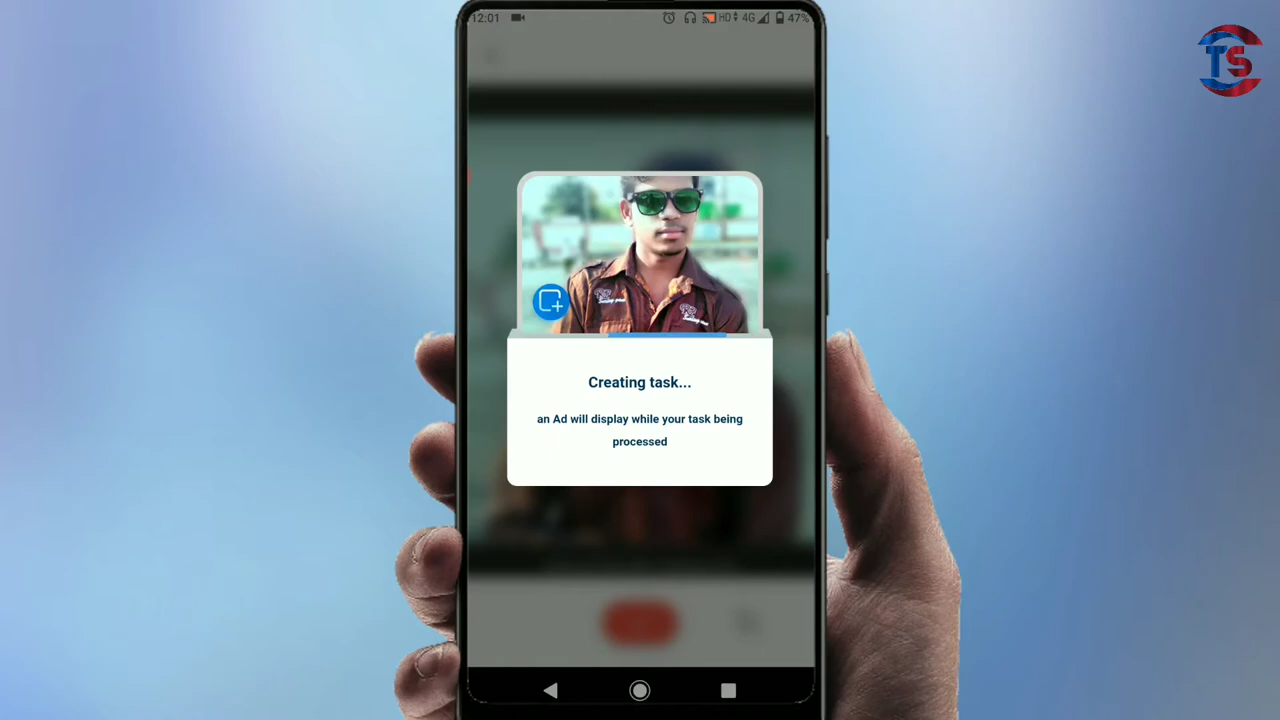 12:01 HD 4G 47%
TS
Creating task...
an Ad will display while your task being
processed